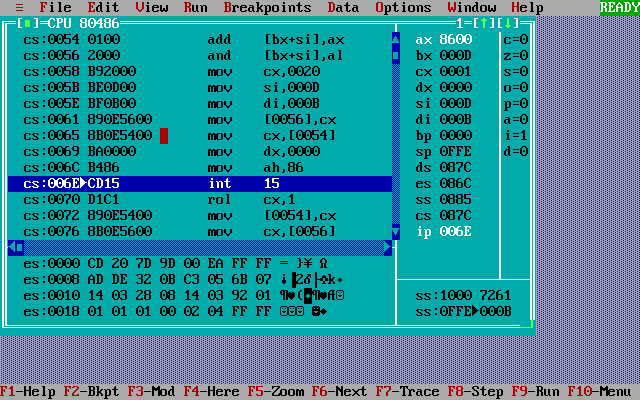 ≡ File Edit View Run Breakpoints Data Options Window Help READY
[■]=CPU 80486 1=[↑][↓]
cs:0054 0100 add [bx+si],ax ax 8600 c=0
cs:0056 2000 and [bx+si],al bx 000D z=0
cs:0058 B92000 mov cx,0020 cx 0001 s=0
cs:005B BE0D00 mov si,000D dx 0000 o=0
cs:005E BF0B00 mov di,000B si 000D p=0
cs:0061 890E5600 mov [0056],cx di 000B a=0
cs:0065 8B0E5400 mov cx,[0054] bp 0000 i=1
cs:0069 BA0000 mov dx,0000 sp 0FFE d=0
cs:006C B486 mov ah,86 ds 087C
cs:006E►CD15 int 15 es 086C
cs:0070 D1C1 rol cx,1 ss 0885
cs:0072 890E5400 mov [0054],cx cs 087C
cs:0076 8B0E5600 mov cx,[0056] ip 006E
es:0000 CD 20 7D 9D 00 EA FF FF = }¥ Ω
es:0008 AD DE 32 0B C3 05 6B 07 ¡▐2♂├♣k•
es:0010 14 03 28 08 14 03 92 01 ¶♥(◘¶♥Æ☺ ss:1000 7261
es:0018 01 01 01 00 02 04 FF FF ☺☺☺ ☻♦ ss:0FFE►000B
F1-Help F2-Bkpt F3-Mod F4-Here F5-Zoom F6-Next F7-Trace F8-Step F9-Run F10-Menu